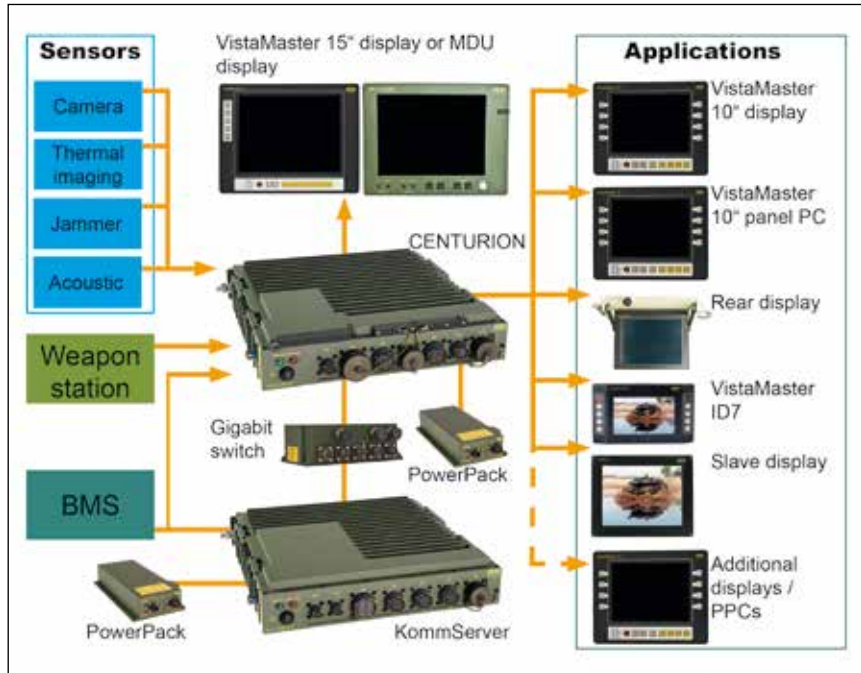 Sensors
Camera
Thermal
imaging
Jammer
Acoustic
Weapon
station
BMS
VistaMaster 15“ display or MDU
display
CENTURION
Gigabit
switch
PowerPack
PowerPack
KommServer
Applications
VistaMaster
10“ display
VistaMaster
10“ panel PC
Rear display
VistaMaster
ID7
Slave display
Additional
displays /
PPCs